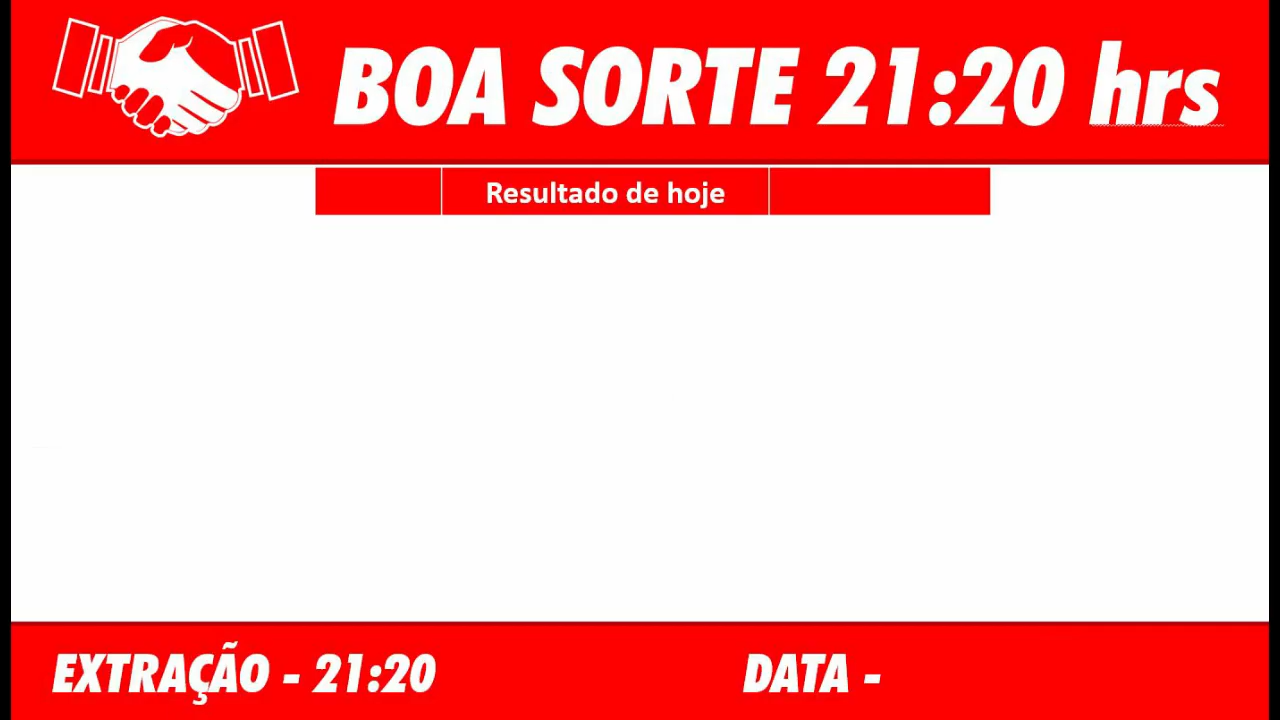 BOA SORTE 21:20 hrs
Resultado de hoje
EXTRAÇÃO - 21:20
DATA -